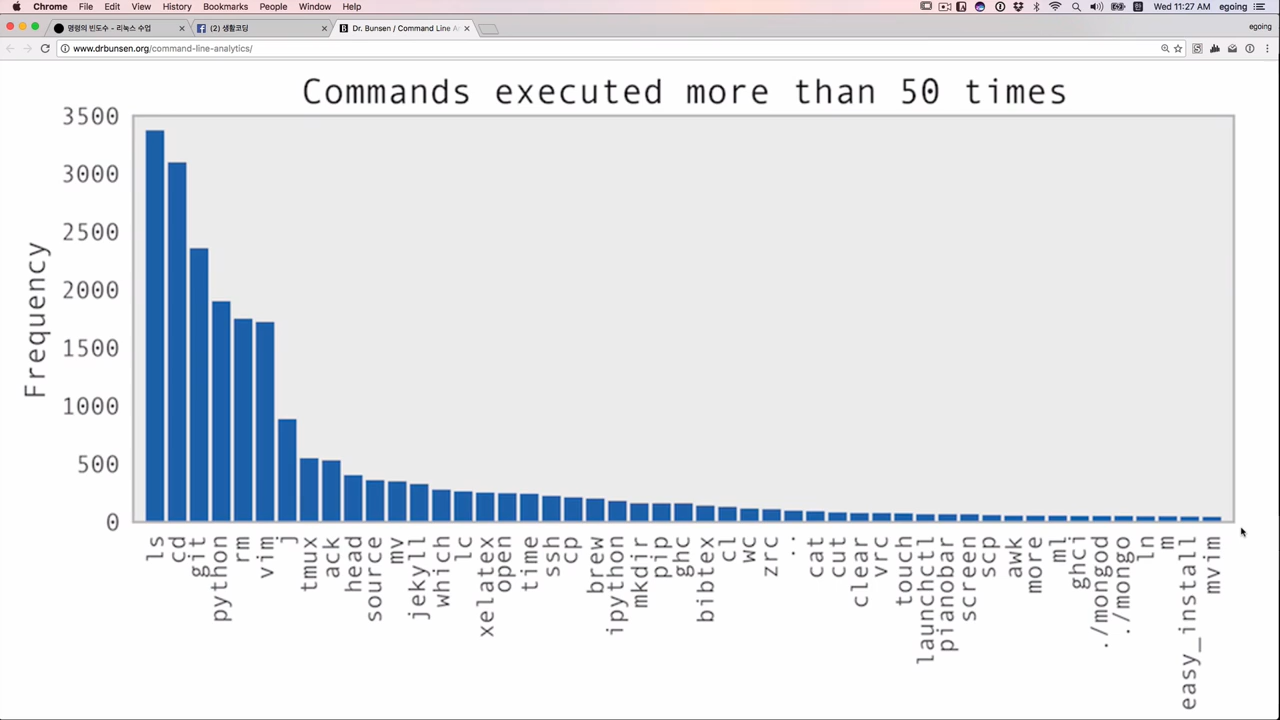 Chrome File Edit View History Bookmarks People Window Help Wed 11:27 AM egoing
명령의 빈도수 - 리눅스 수업 (2) 생활코딩 Dr. Bunsen / Command Line An egoing
www.drbunsen.org/command-line-analytics/
Commands executed more than 50 times
Frequency
3500
3000
2500
2000
1500
1000
500
0
ls
cd
git
python
rm
vim
j
tmux
ack
head
source
mv
jekyll
which
lc
xelatex
open
time
ssh
cp
brew
ipython
mkdir
pip
ghc
bibtex
cl
wc
zrc
..
cat
cut
clear
vrc
touch
launchctl
pianobar
screen
scp
awk
more
ml
ghci
./mongod
./mongo
ln
m
easy_install
mvim